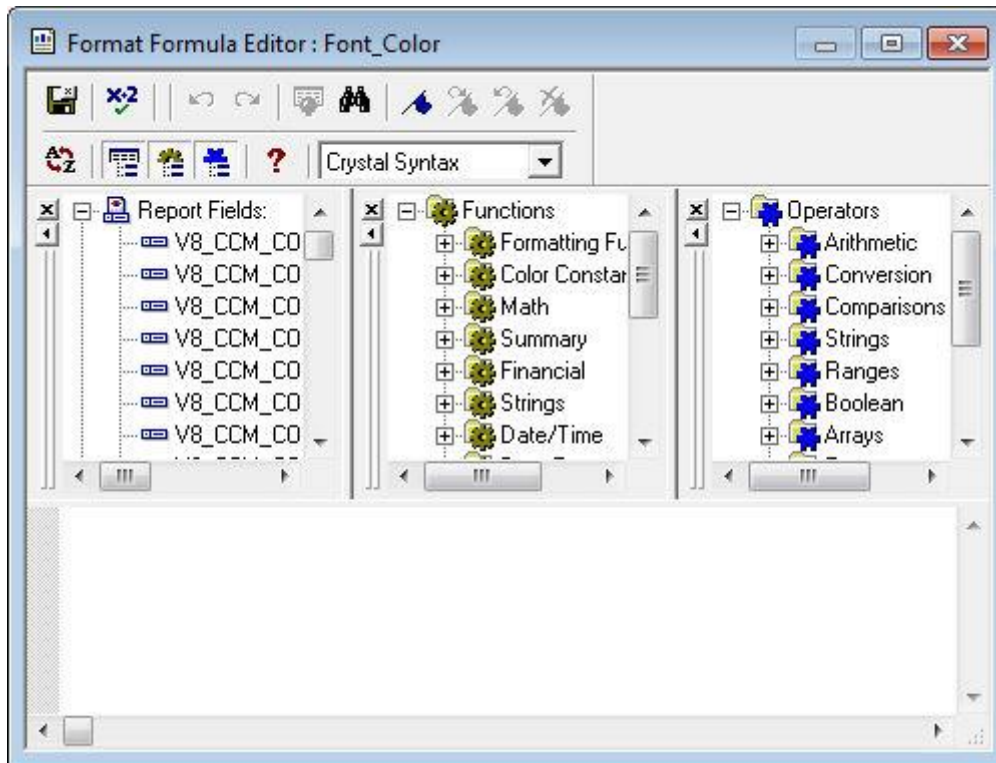 Format Formula Editor : Font_Color
x+2
A Z
? Crystal Syntax
Report Fields:
V8_CCM_CO
V8_CCM_CO
V8_CCM_CO
V8_CCM_CO
V8_CCM_CO
V8_CCM_CO
V8_CCM_CO
Functions
Formatting Fu
Color Constar
Math
Summary
Financial
Strings
Date/Time
Operators
Arithmetic
Conversion
Comparisons
Strings
Ranges
Boolean
Arrays